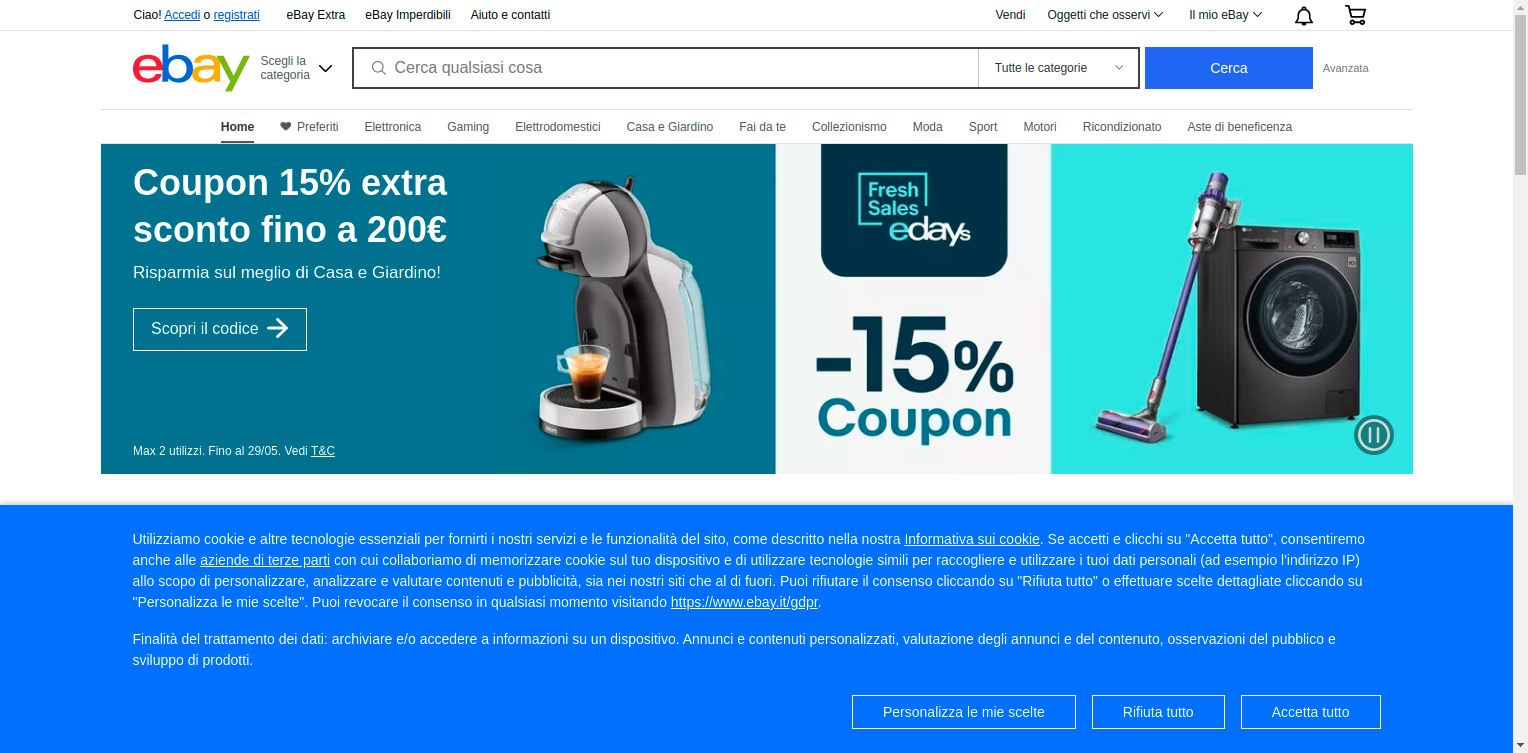 Ciao! Accedi o registrati eBay Extra eBay Imperdibili Aiuto e contatti Vendi Oggetti che osservi Il mio eBay
ebay
Scegli la
categoria
Cerca qualsiasi cosa Tutte le categorie Cerca Avanzata
Home Preferiti Elettronica Gaming Elettrodomestici Casa e Giardino Fai da te Collezionismo Moda Sport Motori Ricondizionato Aste di beneficenza
Coupon 15% extra
sconto fino a 200€
Risparmia sul meglio di Casa e Giardino!
Scopri il codice
Max 2 utilizzi. Fino al 29/05. Vedi T&C
Fresh
Sales
edays
-15%
Coupon
Utilizziamo cookie e altre tecnologie essenziali per fornirti i nostri servizi e le funzionalità del sito, come descritto nella nostra Informativa sui cookie. Se accetti e clicchi su "Accetta tutto", consentiremo
anche alle aziende di terze parti con cui collaboriamo di memorizzare cookie sul tuo dispositivo e di utilizzare tecnologie simili per raccogliere e utilizzare i tuoi dati personali (ad esempio l'indirizzo IP)
allo scopo di personalizzare, analizzare e valutare contenuti e pubblicità, sia nei nostri siti che al di fuori. Puoi rifiutare il consenso cliccando su "Rifiuta tutto" o effettuare scelte dettagliate cliccando su
"Personalizza le mie scelte". Puoi revocare il consenso in qualsiasi momento visitando https://www.ebay.it/gdpr.
Finalità del trattamento dei dati: archiviare e/o accedere a informazioni su un dispositivo. Annunci e contenuti personalizzati, valutazione degli annunci e del contenuto, osservazioni del pubblico e
sviluppo di prodotti.
Personalizza le mie scelte Rifiuta tutto Accetta tutto